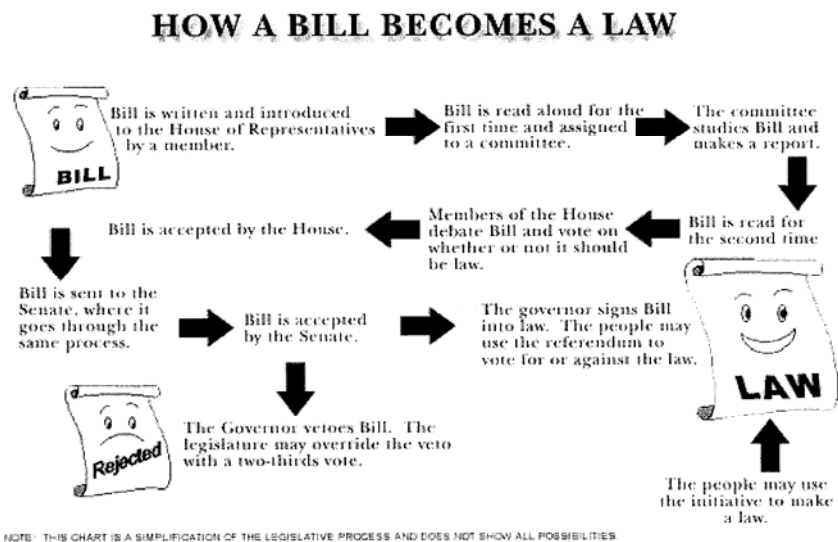 HOW A BILL BECOMES A LAW
BILL
Bill is written and introduced
to the House of Representatives
by a member.
Bill is read aloud for the
first time and assigned
to a committee.
The committee
studies Bill and
makes a report.
Bill is read for
the second time
Members of the House
debate Bill and vote on
whether or not it should
be law.
Bill is accepted by the House.
Bill is sent to the
Senate, where it
goes through the
same process.
Bill is accepted
by the Senate.
The governor signs Bill
into law. The people may
use the referendum to
vote for or against the law.
LAW
Rejected
The Governor vetoes Bill. The
legislature may override the veto
with a two-thirds vote.
The people may use
the initiative to make
a law.
NOTE: THIS CHART IS A SIMPLIFICATION OF THE LEGISLATIVE PROCESS AND DOES NOT SHOW ALL POSSIBILITIES.